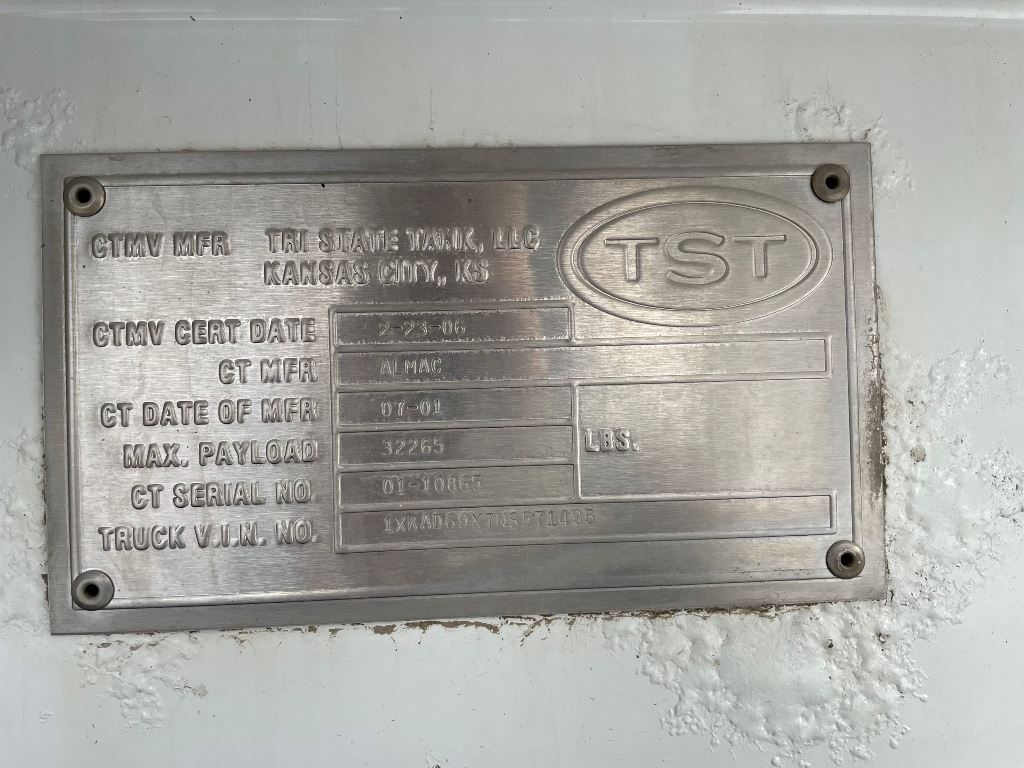 CTMV MFR TRI STATE TANK, LLC
KANSAS CITY, KS
TST
CTMV CERT DATE 2-23-06
CT MFR ALMAC
CT DATE OF MFR 07-01
MAX. PAYLOAD 32265 LBS.
CT SERIAL NO. 01-10865
TRUCK V.I.N. NO. 1XKAD69X7NS571495